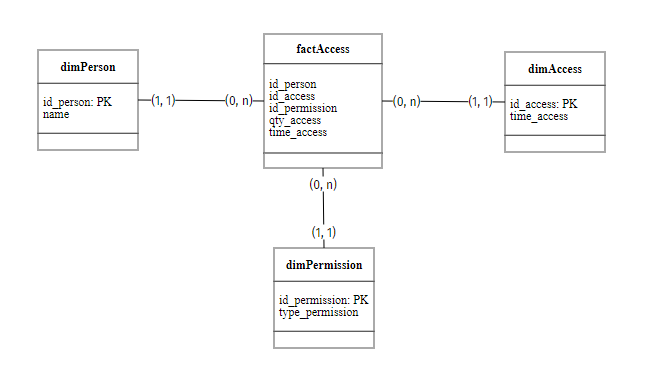 factAccess
id_person
id_access
id_permission
qty_access
time_access
dimPerson
id_person: PK
name
(1, 1)
(0, n)
(0, n)
(1, 1)
dimAccess
id_access: PK
time_access
(0, n)
(1, 1)
dimPermission
id_permission: PK
type_permission